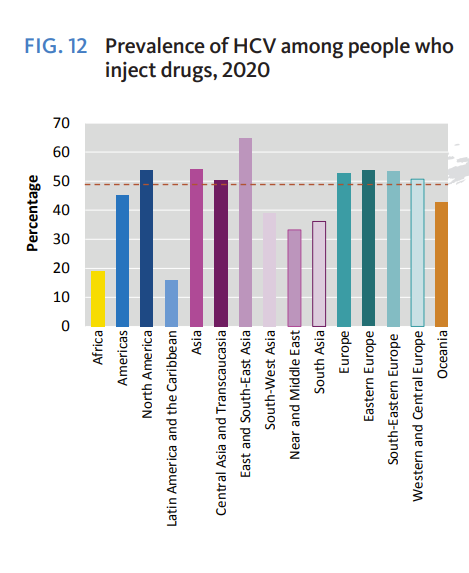 FIG. 12 Prevalence of HCV among people who
inject drugs, 2020
Percentage
70
60
50
40
30
20
10
0
Africa
Americas
North America
Latin America and the Caribbean
Asia
Central Asia and Transcaucasia
East and South-East Asia
South-West Asia
Near and Middle East
South Asia
Europe
Eastern Europe
South-Eastern Europe
Western and Central Europe
Oceania